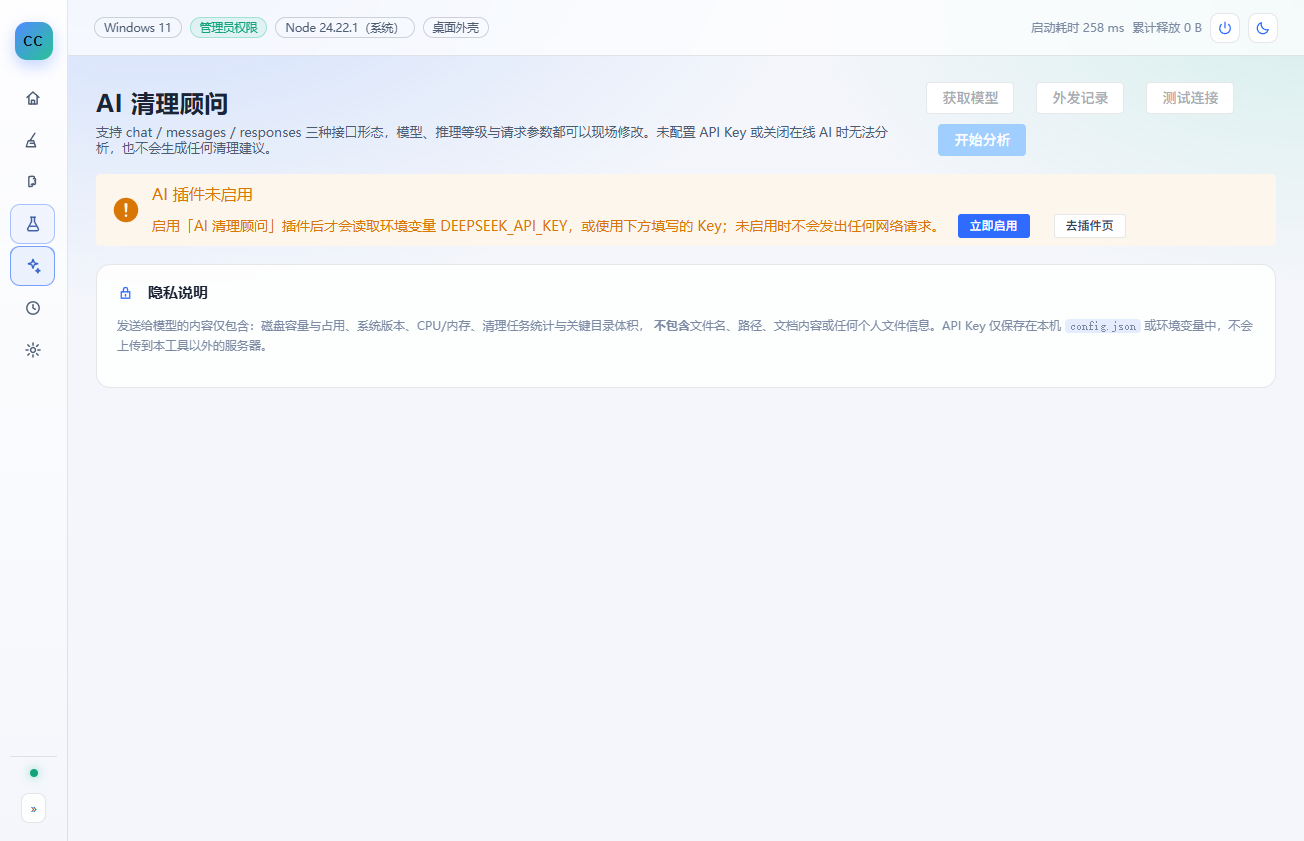 CC
Windows 11
管理员权限
Node 24.22.1（系统）
桌面外壳
启动耗时 258 ms
累计释放 0 B
AI 清理顾问
支持 chat / messages / responses 三种接口形态，模型、推理等级与请求参数都可以现场修改。未配置 API Key 或关闭在线 AI 时无法分
析，也不会生成任何清理建议。
获取模型
外发记录
测试连接
开始分析
AI 插件未启用
启用「AI 清理顾问」插件后才会读取环境变量 DEEPSEEK_API_KEY，或使用下方填写的 Key；未启用时不会发出任何网络请求。
立即启用
去插件页
隐私说明
发送给模型的内容仅包含：磁盘容量与占用、系统版本、CPU/内存、清理任务统计与关键目录体积， 不包含文件名、路径、文档内容或任何个人文件信息。API Key 仅保存在本机 config.json 或环境变量中，不会
上传到本工具以外的服务器。
»